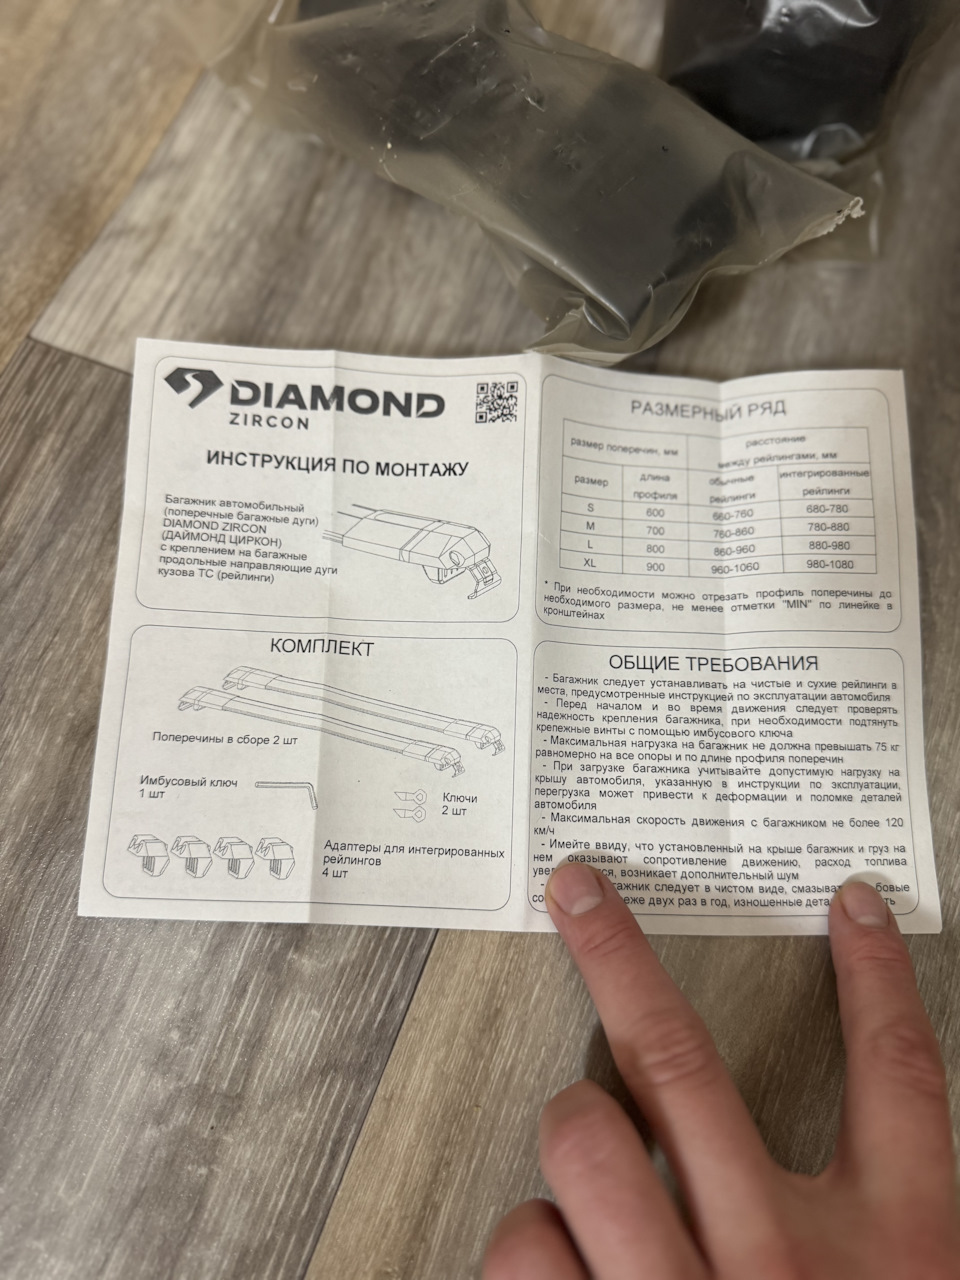 DIAMOND
ZIRCON
ИНСТРУКЦИЯ ПО МОНТАЖУ
Багажник автомобильный
(поперечные багажные дуги)
DIAMOND ZIRCON
(ДАЙМОНД ЦИРКОН)
с креплением на багажные
продольные направляющие дуги
кузова ТС (рейлинги)
КОМПЛЕКТ
Поперечины в сборе 2 шт
Имбусовый ключ
1 шт
Ключи
2 шт
Адаптеры для интегрированных
рейлингов
4 шт
РАЗМЕРНЫЙ РЯД
размер поперечин, мм
расстояние
между рейлингами, мм
размер
длина
профиля
обычные
рейлинги
интегрированные
рейлинги
S 600 660-760 680-780
M 700 760-860 780-880
L 800 860-960 880-980
XL 900 960-1060 980-1080
* При необходимости можно отрезать профиль поперечины до
необходимого размера, не менее отметки "MIN" по линейке в
кронштейнах
ОБЩИЕ ТРЕБОВАНИЯ
- Багажник следует устанавливать на чистые и сухие рейлинги в
места, предусмотренные инструкцией по эксплуатации автомобиля
- Перед началом и во время движения следует проверять
надежность крепления багажника, при необходимости подтянуть
крепежные винты с помощью имбусового ключа
- Максимальная нагрузка на багажник не должна превышать 75 кг
равномерно на все опоры и по длине профиля поперечин
- При загрузке багажника учитывайте допустимую нагрузку на
крышу автомобиля, указанную в инструкции по эксплуатации,
перегрузка может привести к деформации и поломке деталей
автомобиля
- Максимальная скорость движения с багажником не более 120
км/ч
- Имейте ввиду, что установленный на крыше багажник и груз на
нем оказывают сопротивление движению, расход топлива
возникает дополнительный шум
- следует в чистом виде,
двух раз в год, изношенные